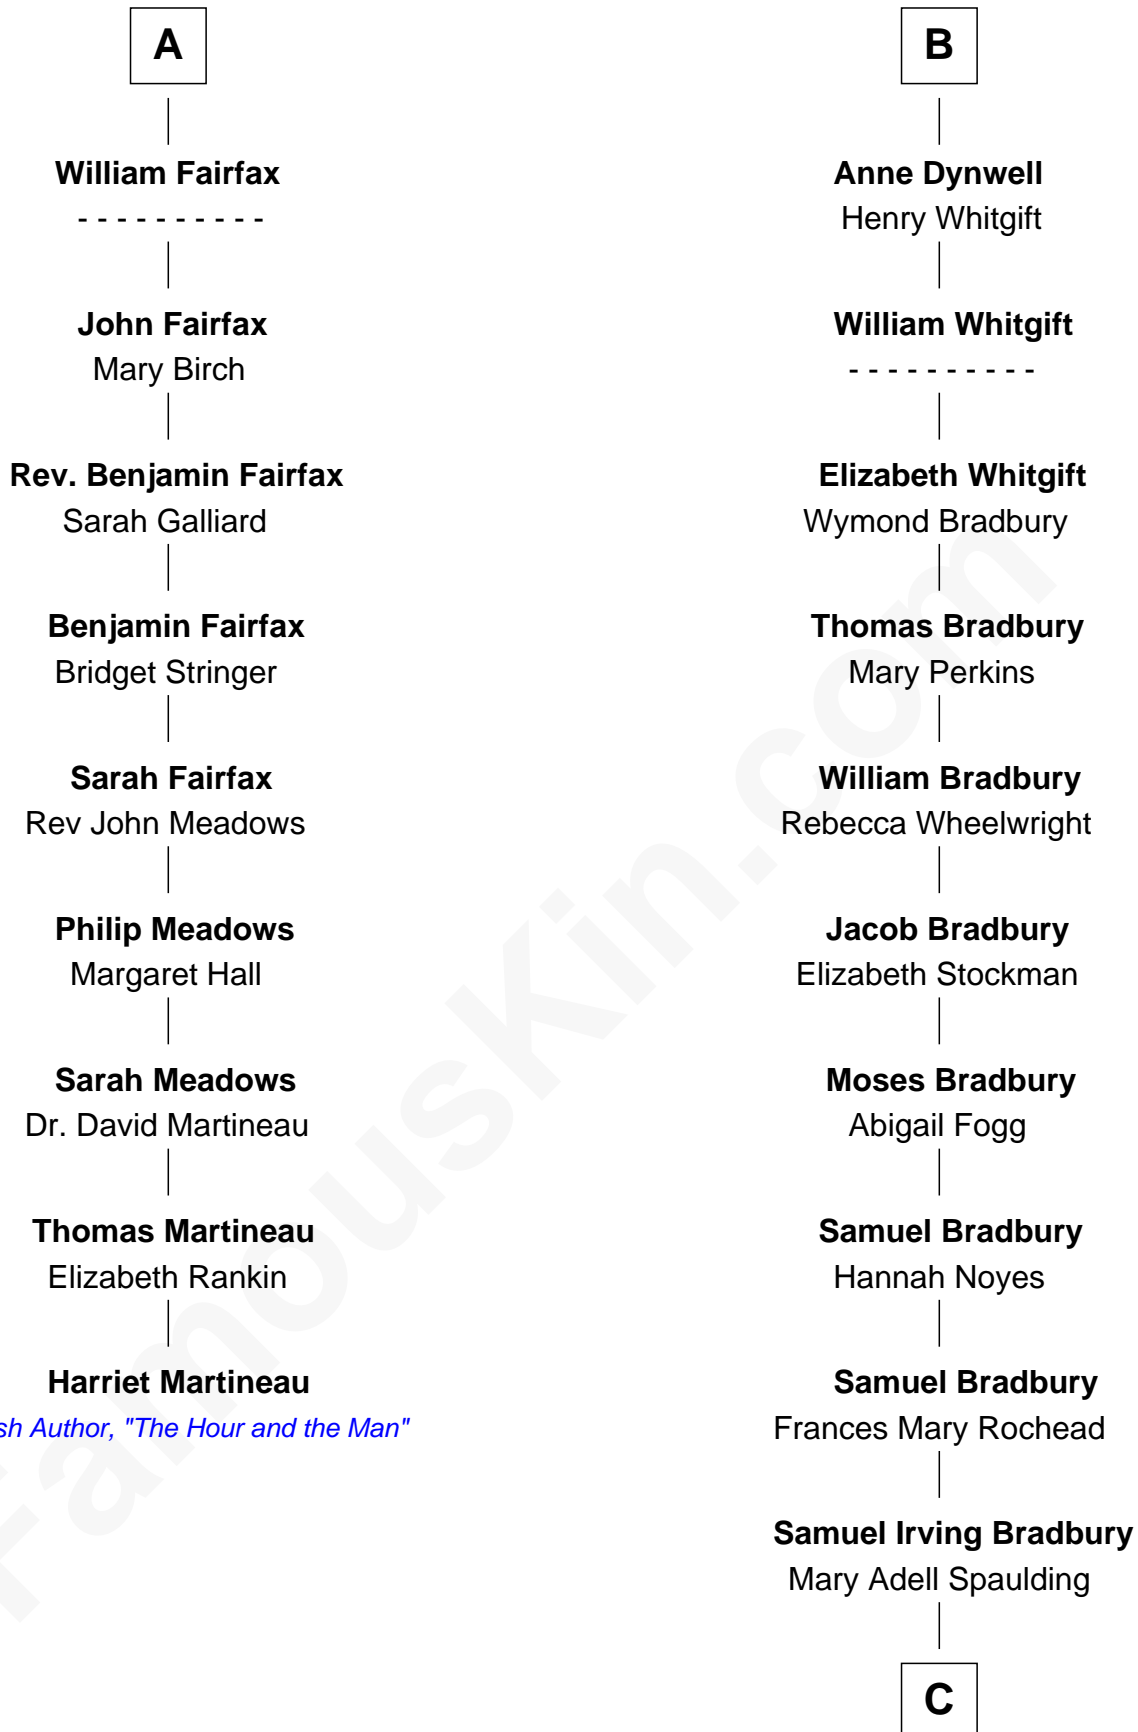 A
William Fairfax
- - - - - - - - - -
John Fairfax
Mary Birch
Rev. Benjamin Fairfax
Sarah Galliard
Benjamin Fairfax
Bridget Stringer
Sarah Fairfax
Rev John Meadows
Philip Meadows
Margaret Hall
Sarah Meadows
Dr. David Martineau
Thomas Martineau
Elizabeth Rankin
Harriet Martineau
sh Author, "The Hour and the Man"
B
Anne Dynwell
Henry Whitgift
William Whitgift
- - - - - - - - - -
Elizabeth Whitgift
Wymond Bradbury
Thomas Bradbury
Mary Perkins
William Bradbury
Rebecca Wheelwright
Jacob Bradbury
Elizabeth Stockman
Moses Bradbury
Abigail Fogg
Samuel Bradbury
Hannah Noyes
Samuel Bradbury
Frances Mary Rochead
Samuel Irving Bradbury
Mary Adell Spaulding
C
FamousKin.com